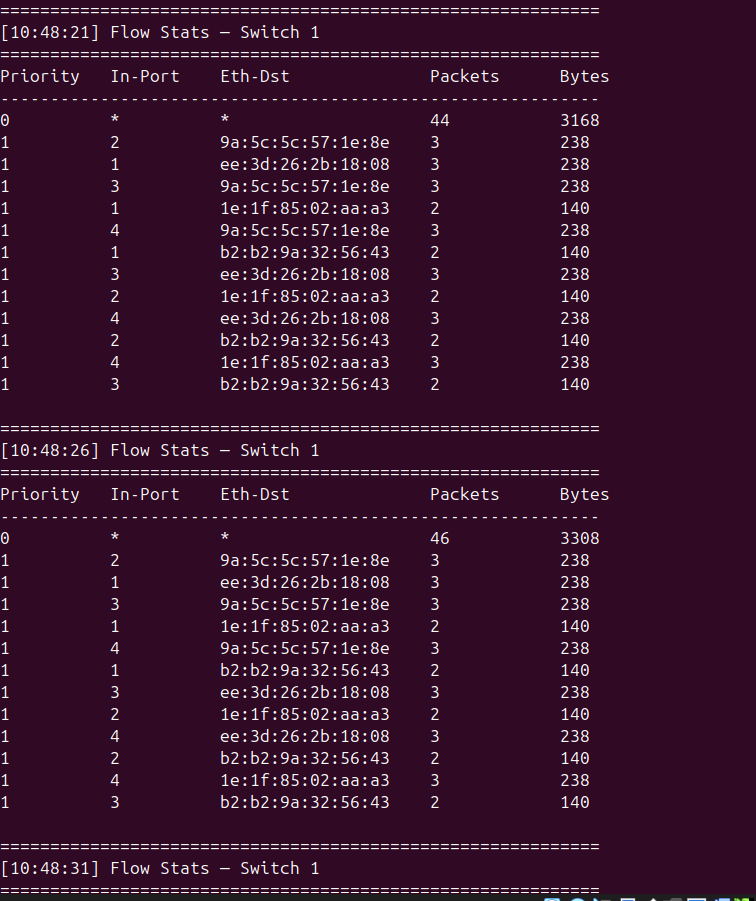 ============================================================
[10:48:21] Flow Stats — Switch 1
============================================================
Priority   In-Port    Eth-Dst              Packets      Bytes
------------------------------------------------------------
0          *          *                    44           3168
1          2          9a:5c:5c:57:1e:8e    3            238
1          1          ee:3d:26:2b:18:08    3            238
1          3          9a:5c:5c:57:1e:8e    3            238
1          1          1e:1f:85:02:aa:a3    2            140
1          4          9a:5c:5c:57:1e:8e    3            238
1          1          b2:b2:9a:32:56:43    2            140
1          3          ee:3d:26:2b:18:08    3            238
1          2          1e:1f:85:02:aa:a3    2            140
1          4          ee:3d:26:2b:18:08    3            238
1          2          b2:b2:9a:32:56:43    2            140
1          4          1e:1f:85:02:aa:a3    3            238
1          3          b2:b2:9a:32:56:43    2            140

============================================================
[10:48:26] Flow Stats — Switch 1
============================================================
Priority   In-Port    Eth-Dst              Packets      Bytes
------------------------------------------------------------
0          *          *                    46           3308
1          2          9a:5c:5c:57:1e:8e    3            238
1          1          ee:3d:26:2b:18:08    3            238
1          3          9a:5c:5c:57:1e:8e    3            238
1          1          1e:1f:85:02:aa:a3    2            140
1          4          9a:5c:5c:57:1e:8e    3            238
1          1          b2:b2:9a:32:56:43    2            140
1          3          ee:3d:26:2b:18:08    3            238
1          2          1e:1f:85:02:aa:a3    2            140
1          4          ee:3d:26:2b:18:08    3            238
1          2          b2:b2:9a:32:56:43    2            140
1          4          1e:1f:85:02:aa:a3    3            238
1          3          b2:b2:9a:32:56:43    2            140

============================================================
[10:48:31] Flow Stats — Switch 1
============================================================